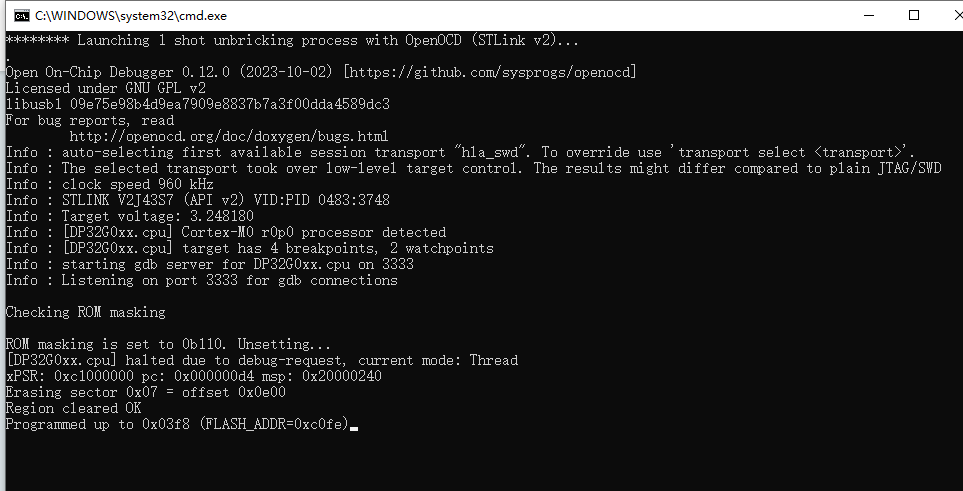 C:\WINDOWS\system32\cmd.exe
******** Launching 1 shot unbricking process with OpenOCD (STLink v2)...
.
Open On-Chip Debugger 0.12.0 (2023-10-02) [https://github.com/sysprogs/openocd]
Licensed under GNU GPL v2
libusb1 09e75e98b4d9ea7909e8837b7a3f00dda4589dc3
For bug reports, read
http://openocd.org/doc/doxygen/bugs.html
Info : auto-selecting first available session transport "hla_swd". To override use 'transport select <transport>'.
Info : The selected transport took over low-level target control. The results might differ compared to plain JTAG/SWD
Info : clock speed 960 kHz
Info : STLINK V2J43S7 (API v2) VID:PID 0483:3748
Info : Target voltage: 3.248180
Info : [DP32G0xx.cpu] Cortex-M0 r0p0 processor detected
Info : [DP32G0xx.cpu] target has 4 breakpoints, 2 watchpoints
Info : starting gdb server for DP32G0xx.cpu on 3333
Info : Listening on port 3333 for gdb connections
Checking ROM masking
ROM masking is set to 0b110. Unsetting...
[DP32G0xx.cpu] halted due to debug-request, current mode: Thread
xPSR: 0xc1000000 pc: 0x000000d4 msp: 0x20000240
Erasing sector 0x07 = offset 0x0e00
Region cleared OK
Programmed up to 0x03f8 (FLASH_ADDR=0xc0fe)